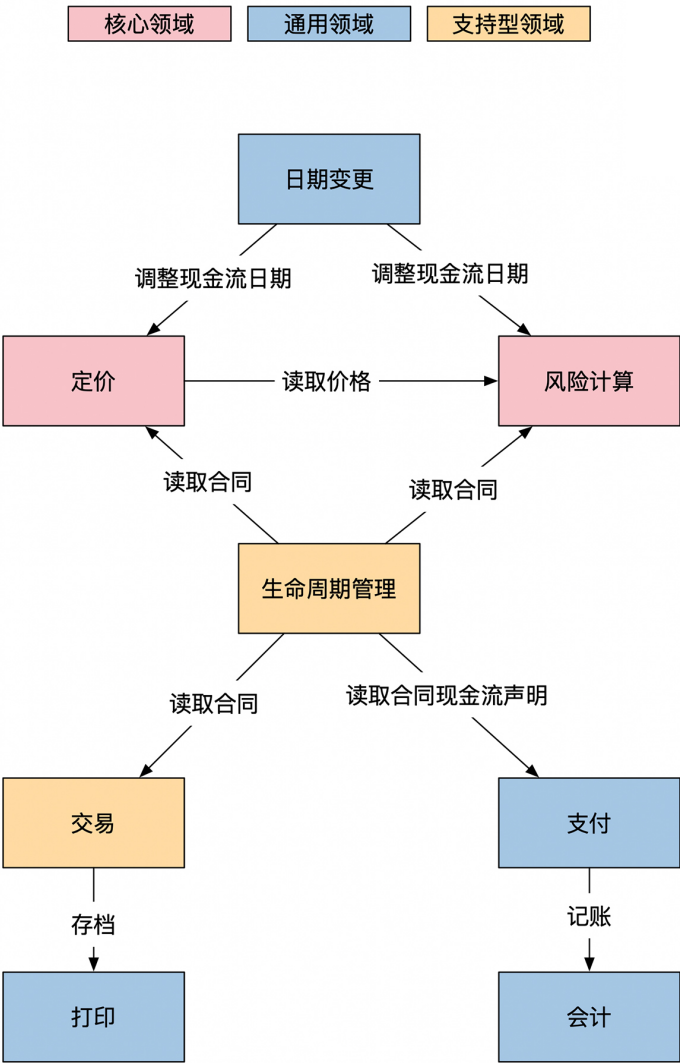 核心领域
通用领域
支持型领域
日期变更
调整现金流日期
调整现金流日期
定价
读取价格
风险计算
读取合同
读取合同
生命周期管理
读取合同
读取合同现金流声明
交易
支付
存档
记账
打印
会计